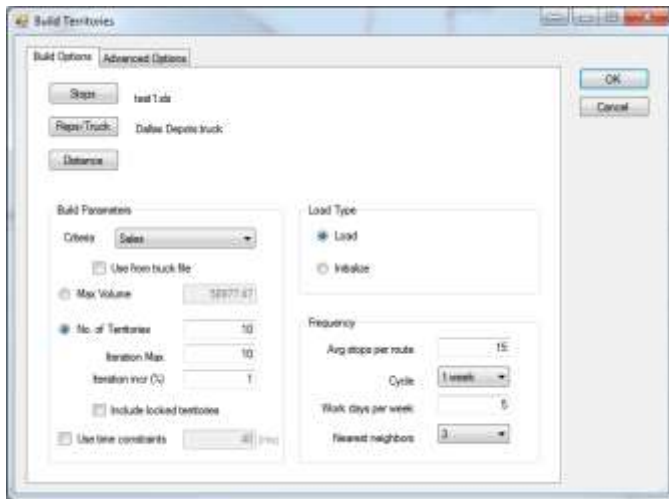 Build Territories
Build Options Advanced Options
Stops test1.xls
Reps/Truck Dallas Depots.truck
Distance
OK
Cancel
Build Parameters
Criteria Sales
Use from truck file
Max Volume
No. of Territories 10
Iteration Max 10
Iteration incr (%) 1
Include locked territories
Use time constraints 40
Load Type
Load
Initialize
Frequency
Avg stops per route 15
Cycle 1 week
Work days per week 5
Nearest neighbors 3